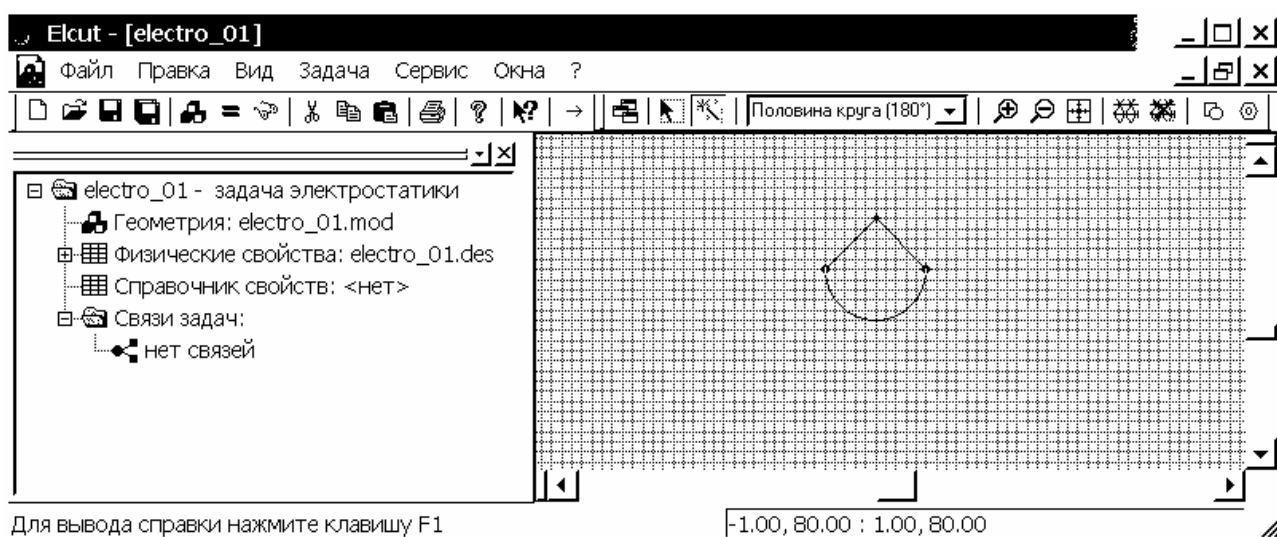 Elcut - [electro_01]
Файл Правка Вид Задача Сервис Окна ?
Половина круга (180°)
electro_01 - задача электростатики
Геометрия: electro_01.mod
Физические свойства: electro_01.des
Справочник свойств: <нет>
Связи задач:
нет связей
Для вывода справки нажмите клавишу F1
-1.00, 80.00 : 1.00, 80.00